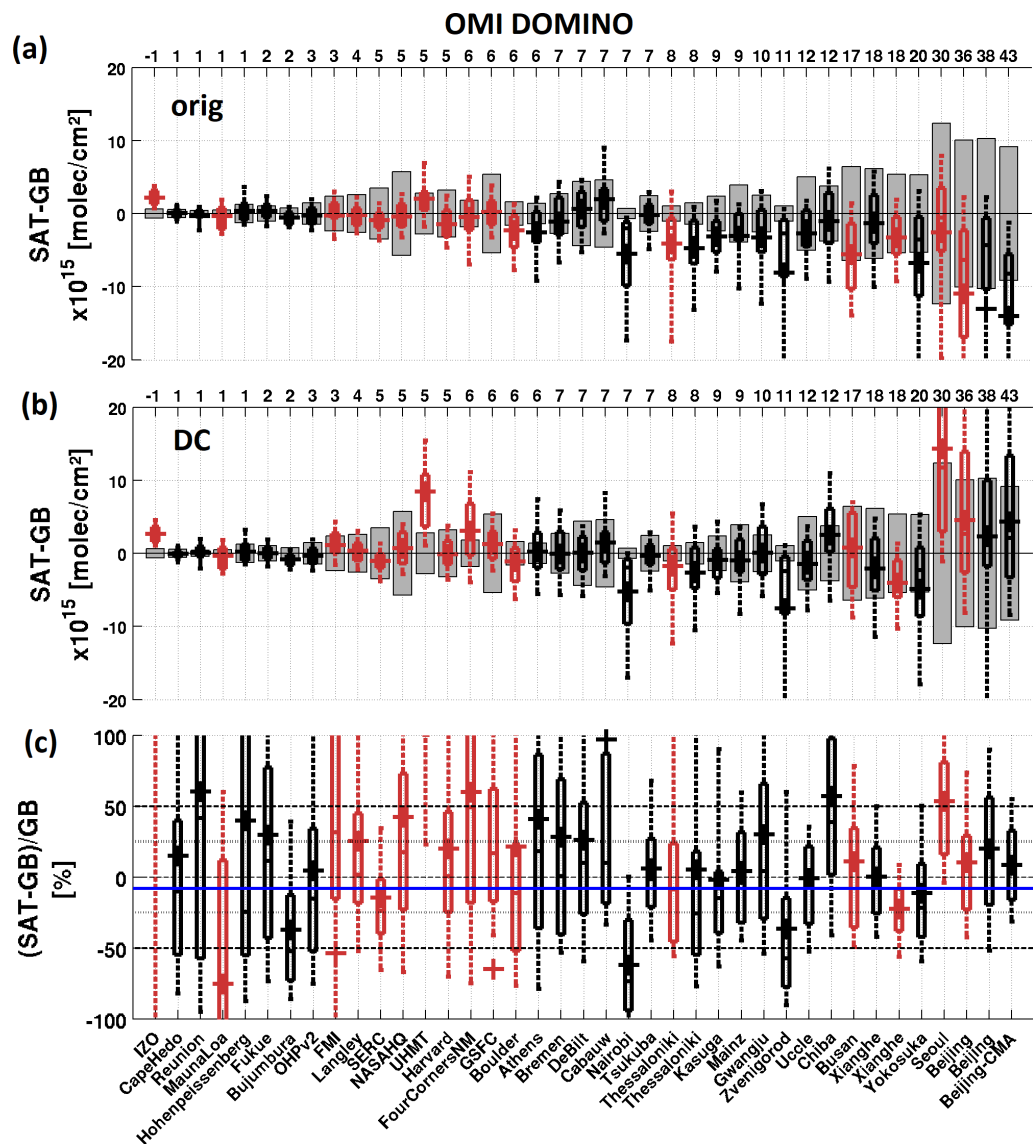 OMI DOMINO
(a)
-1 1 1 1 1 2 2 3 3 4 5 5 5 5 6 6 6 6 7 7 7 7 7 8 8 9 9 10 11 12 12 17 18 18 20 30 36 38 43
orig
SAT-GB
x10¹⁵ [molec/cm²]
20
10
0
-10
-20
(b)
-1 1 1 1 1 2 2 3 3 4 5 5 5 5 6 6 6 6 7 7 7 7 7 8 8 9 9 10 11 12 12 17 18 18 20 30 36 38 43
DC
SAT-GB
x10¹⁵ [molec/cm²]
20
10
0
-10
-20
(c)
(SAT-GB)/GB
[%]
100
50
0
-50
-100
IZO
CapeHedo
Reunion
MaunaLoa
Hohenpeissenberg
Fukue
Bujumbura
OHPv2
FMI
Langley
SERC
NASAHQ
UHMT
Harvard
FourCornersNM
GSFC
Boulder
Athens
Bremen
DeBilt
Cabauw
Nairobi
Tsukuba
Thessaloniki
Thessaloniki
Kasuga
Mainz
Gwangju
Zvenigorod
Uccle
Chiba
Busan
Xianghe
Xianghe
Yokosuka
Seoul
Beijing
Beijing
Beijing-CMA